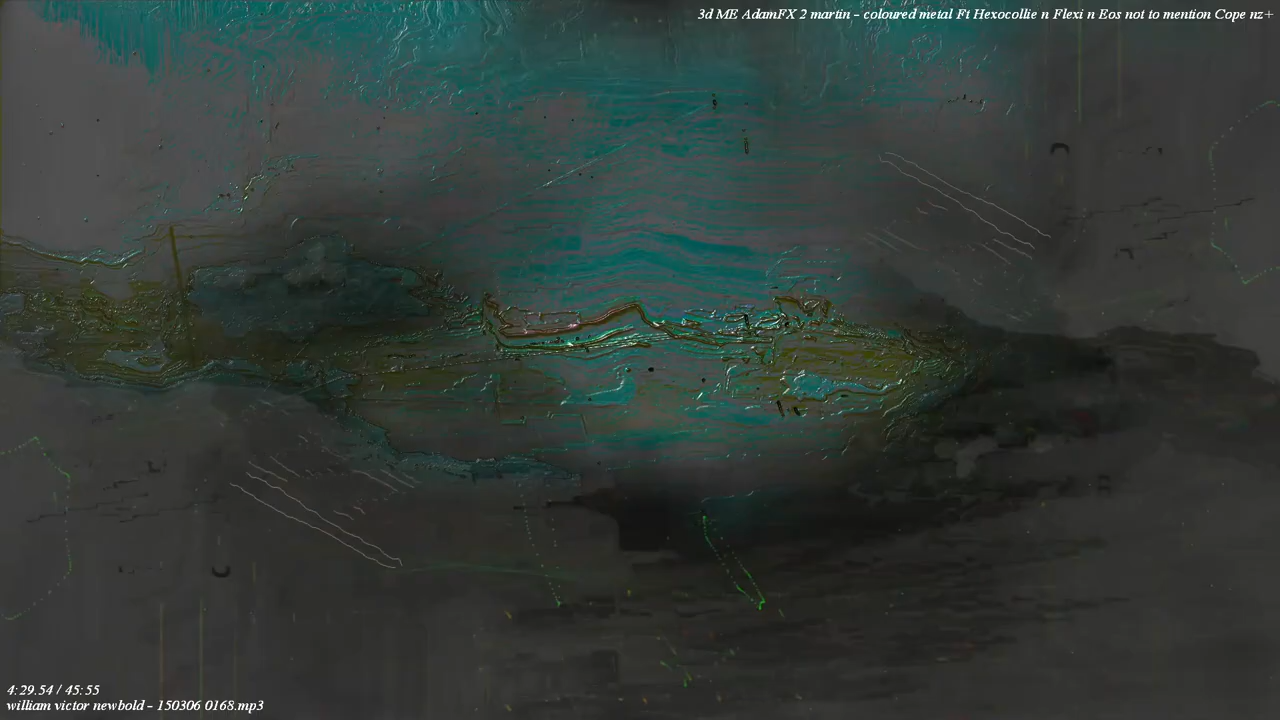 3d ME AdamFX 2 martin - coloured metal Ft Hexocollie n Flexi n Eos not to mention Cope nz+
4:29.54 / 45:55
william victor newbold - 150306 0168.mp3